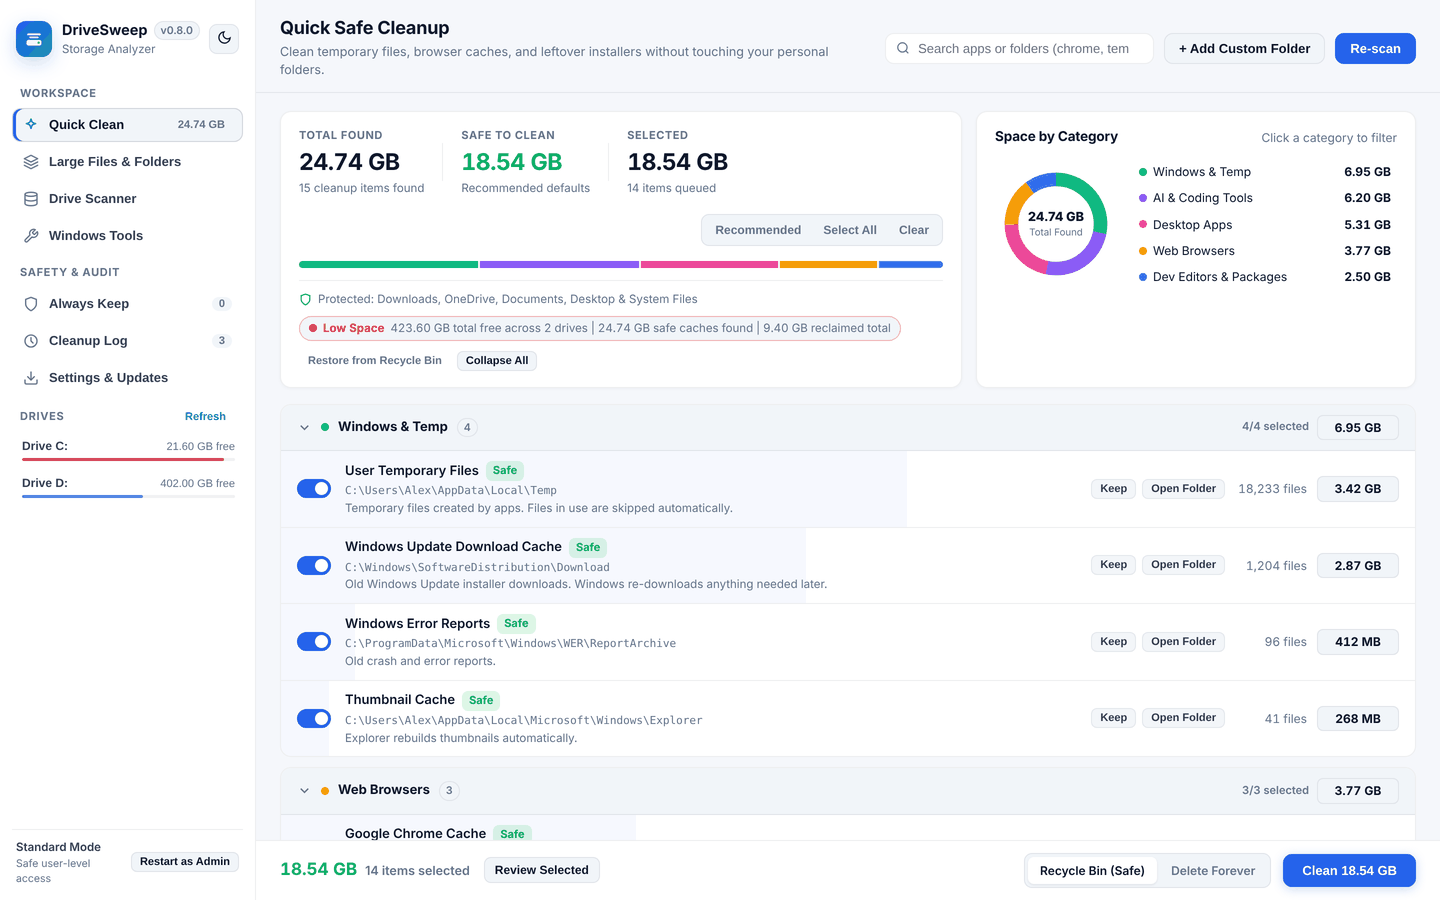 DriveSweep v0.8.0
Storage Analyzer
WORKSPACE
Quick Clean 24.74 GB
Large Files & Folders
Drive Scanner
Windows Tools
SAFETY & AUDIT
Always Keep 0
Cleanup Log 3
Settings & Updates
DRIVES Refresh
Drive C: 21.60 GB free
Drive D: 402.00 GB free
Standard Mode
Safe user-level
access
Restart as Admin
Quick Safe Cleanup
Clean temporary files, browser caches, and leftover installers without touching your personal
folders.
Search apps or folders (chrome, tem
+ Add Custom Folder
Re-scan
TOTAL FOUND
24.74 GB
15 cleanup items found
SAFE TO CLEAN
18.54 GB
Recommended defaults
SELECTED
18.54 GB
14 items queued
Recommended Select All Clear
Protected: Downloads, OneDrive, Documents, Desktop & System Files
Low Space 423.60 GB total free across 2 drives | 24.74 GB safe caches found | 9.40 GB reclaimed total
Restore from Recycle Bin Collapse All
Space by Category Click a category to filter
24.74 GB
Total Found
Windows & Temp 6.95 GB
AI & Coding Tools 6.20 GB
Desktop Apps 5.31 GB
Web Browsers 3.77 GB
Dev Editors & Packages 2.50 GB
Windows & Temp 4 4/4 selected 6.95 GB
User Temporary Files Safe
C:\Users\Alex\AppData\Local\Temp
Temporary files created by apps. Files in use are skipped automatically.
Keep Open Folder 18,233 files 3.42 GB
Windows Update Download Cache Safe
C:\Windows\SoftwareDistribution\Download
Old Windows Update installer downloads. Windows re-downloads anything needed later.
Keep Open Folder 1,204 files 2.87 GB
Windows Error Reports Safe
C:\ProgramData\Microsoft\Windows\WER\ReportArchive
Old crash and error reports.
Keep Open Folder 96 files 412 MB
Thumbnail Cache Safe
C:\Users\Alex\AppData\Local\Microsoft\Windows\Explorer
Explorer rebuilds thumbnails automatically.
Keep Open Folder 41 files 268 MB
Web Browsers 3 3/3 selected 3.77 GB
Google Chrome Cache Safe
18.54 GB 14 items selected Review Selected
Recycle Bin (Safe) Delete Forever
Clean 18.54 GB